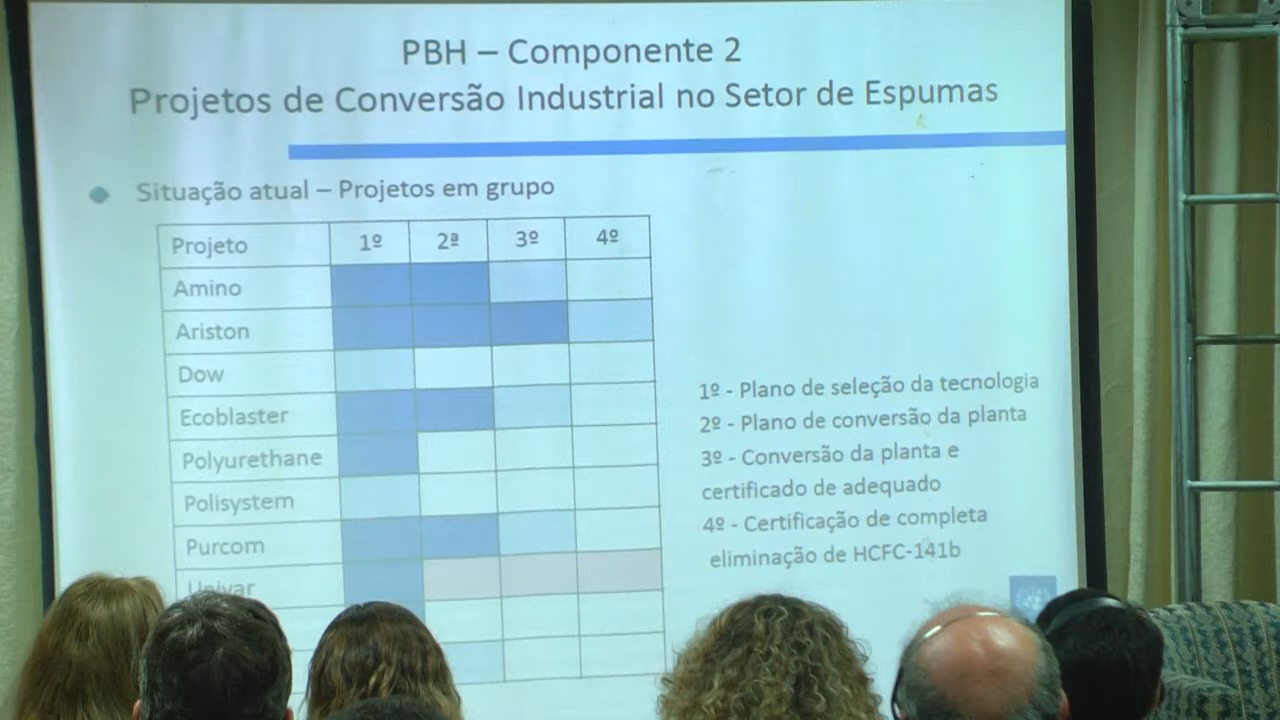 PBH – Componente 2
Projetos de Conversão Industrial no Setor de Espumas
Situação atual – Projetos em grupo
Projeto 1º 2ª 3º 4º
Amino
Ariston
Dow
Ecoblaster
Polyurethane
Polisystem
Purcom
Univar
1º - Plano de seleção da tecnologia
2º - Plano de conversão da planta
3º - Conversão da planta e
certificado de adequado
4º - Certificação de completa
eliminação de HCFC-141b